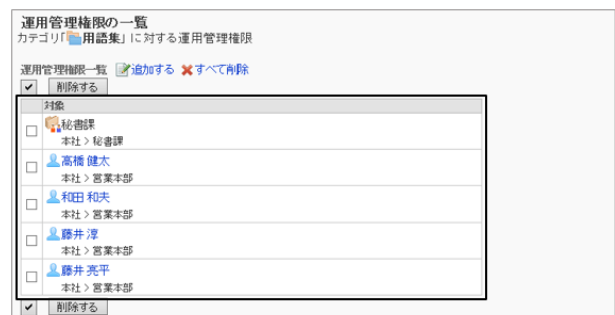 運用管理権限の一覧
カテゴリ「用語集」に対する運用管理権限
運用管理権限一覧 追加する すべて削除
削除する
対象
秘書課
本社 > 秘書課
高橋 健太
本社 > 営業本部
和田 和夫
本社 > 営業本部
藤井 淳
本社 > 営業本部
藤井 亮平
本社 > 営業本部
削除する